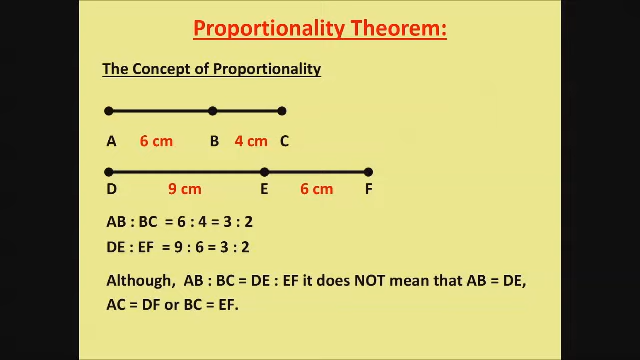 Proportionality Theorem:
The Concept of Proportionality
A 6 cm B 4 cm C
D 9 cm E 6 cm F
AB : BC = 6 : 4 = 3 : 2
DE : EF = 9 : 6 = 3 : 2
Although, AB : BC = DE : EF it does NOT mean that AB = DE,
AC = DF or BC = EF.